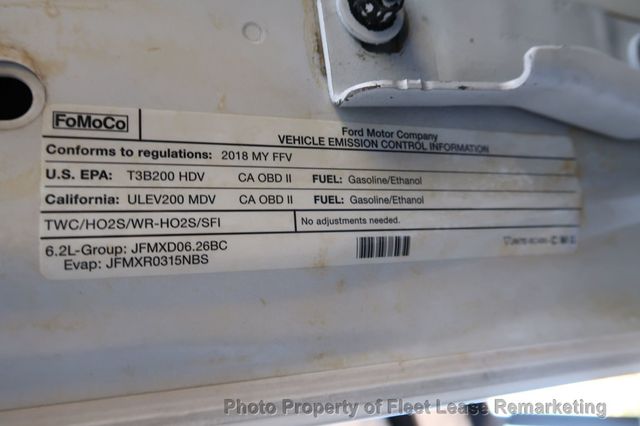 FoMoCo
Ford Motor Company
VEHICLE EMISSION CONTROL INFORMATION
Conforms to regulations: 2018 MY FFV
U.S. EPA: T3B200 HDV CA OBD II FUEL: Gasoline/Ethanol
California: ULEV200 MDV CA OBD II FUEL: Gasoline/Ethanol
TWC/HO2S/WR-HO2S/SFI No adjustments needed.
6.2L-Group: JFMXD06.26BC
Evap: JFMXR0315NBS
Photo Property of Fleet Lease Remarketing